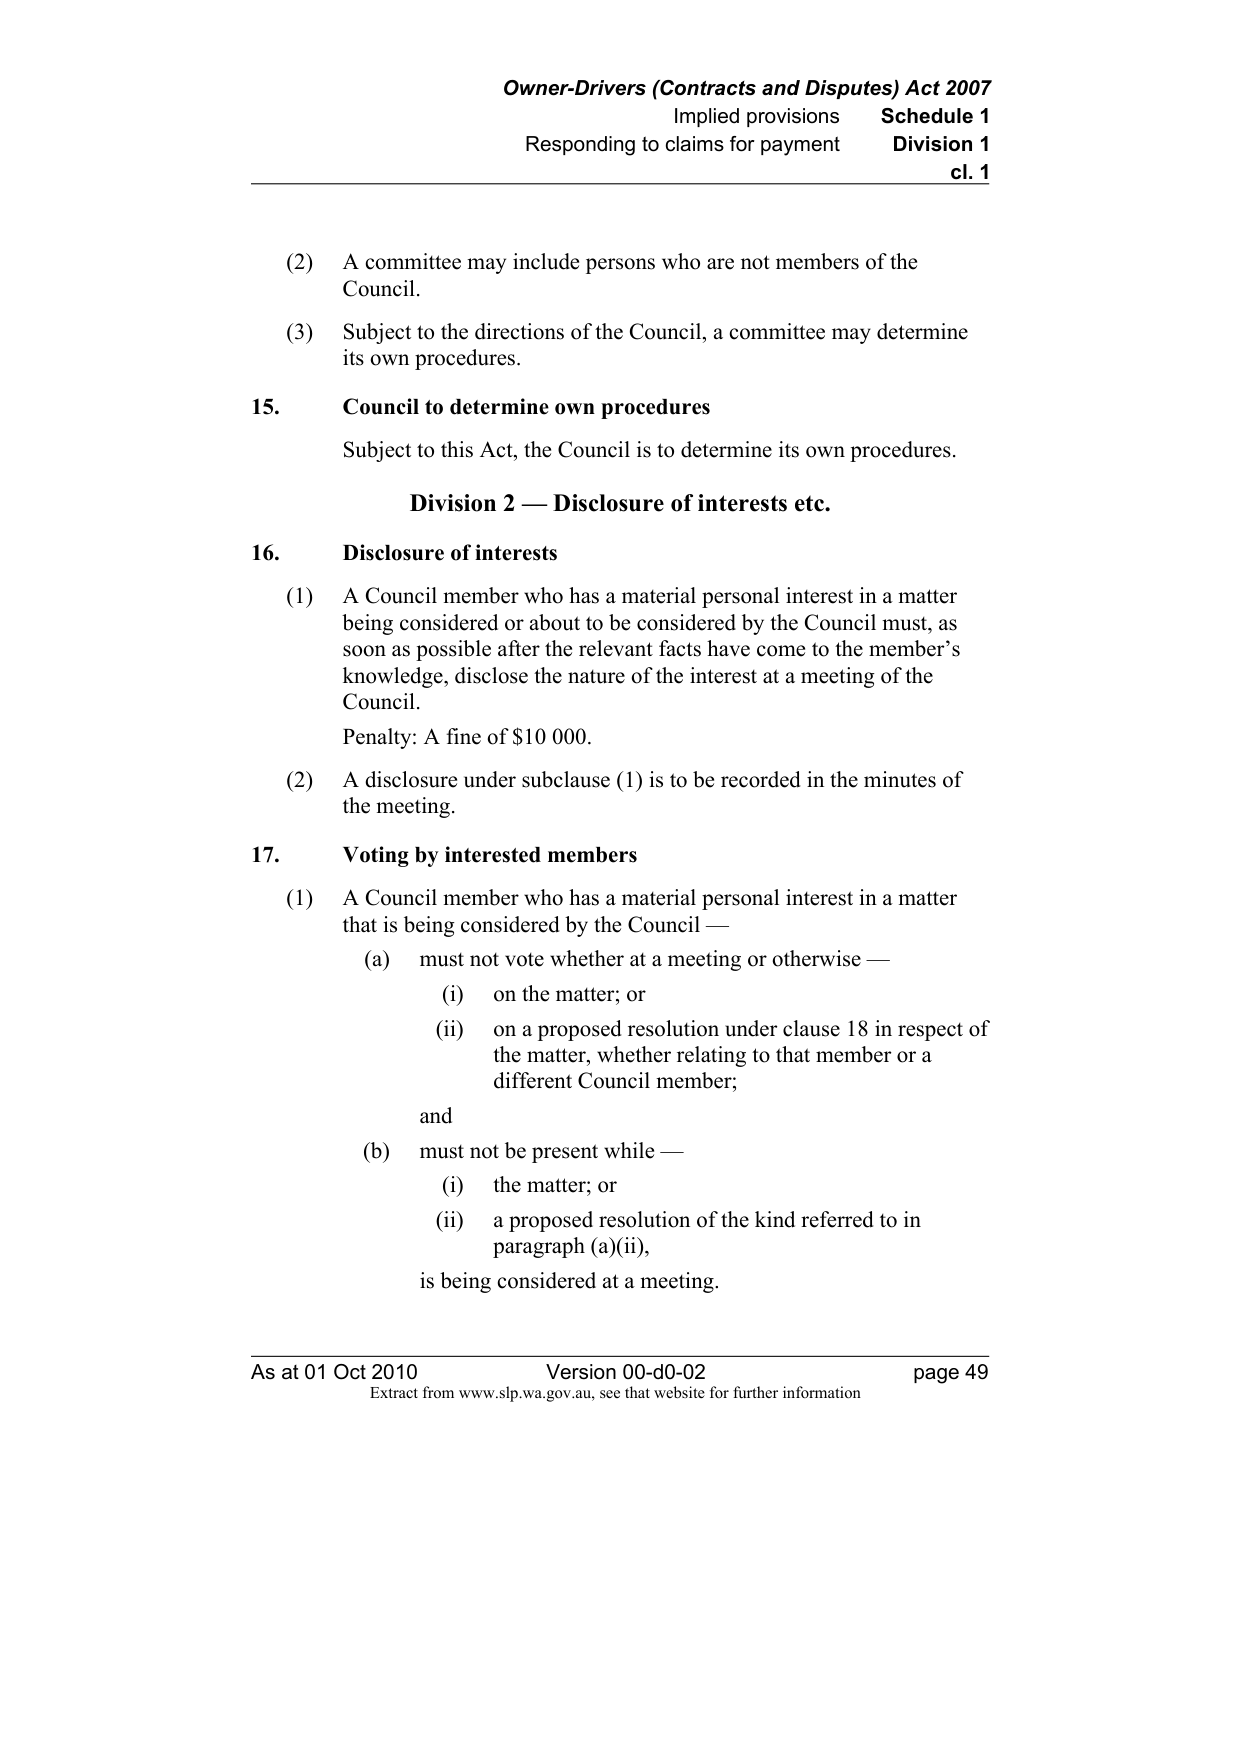 Owner-Drivers (Contracts and Disputes) Act 2007
Implied provisions Schedule 1
Responding to claims for payment Division 1
cl. 1
(2) A committee may include persons who are not members of the
Council.
(3) Subject to the directions of the Council, a committee may determine
its own procedures.
15. Council to determine own procedures
Subject to this Act, the Council is to determine its own procedures.
Division 2 — Disclosure of interests etc.
16. Disclosure of interests
(1) A Council member who has a material personal interest in a matter
being considered or about to be considered by the Council must, as
soon as possible after the relevant facts have come to the member’s
knowledge, disclose the nature of the interest at a meeting of the
Council.
Penalty: A fine of $10 000.
(2) A disclosure under subclause (1) is to be recorded in the minutes of
the meeting.
17. Voting by interested members
(1) A Council member who has a material personal interest in a matter
that is being considered by the Council —
(a) must not vote whether at a meeting or otherwise —
(i) on the matter; or
(ii) on a proposed resolution under clause 18 in respect of
the matter, whether relating to that member or a
different Council member;
and
(b) must not be present while —
(i) the matter; or
(ii) a proposed resolution of the kind referred to in
paragraph (a)(ii),
is being considered at a meeting.
As at 01 Oct 2010 Version 00-d0-02 page 49
Extract from www.slp.wa.gov.au, see that website for further information